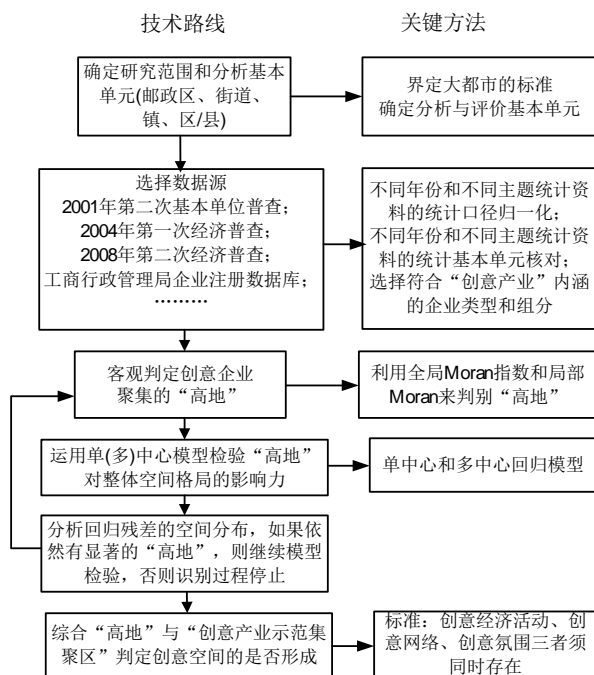 技术路线
关键方法
确定研究范围和分析基本
单元(邮政区、街道、
镇、区/县)
界定大都市的标准
确定分析与评价基本单元
选择数据源
2001年第二次基本单位普查；
2004年第一次经济普查；
2008年第二次经济普查；
工商行政管理局企业注册数据库；
………
不同年份和不同主题统计资
料的统计口径归一化；
不同年份和不同主题统计资
料的统计基本单元核对；
选择符合“创意产业”内涵
的企业类型和组分
客观判定创意企业
聚集的“高地”
利用全局Moran指数和局部
Moran来判别“高地”
运用单(多)中心模型检验“高地”
对整体空间格局的影响力
单中心和多中心回归模型
分析回归残差的空间分布，如果依
然有显著的“高地”，则继续模型
检验，否则识别过程停止
综合“高地”与“创意产业示范集
聚区”判定创意空间的是否形成
标准：创意经济活动、创
意网络、创意氛围三者须
同时存在